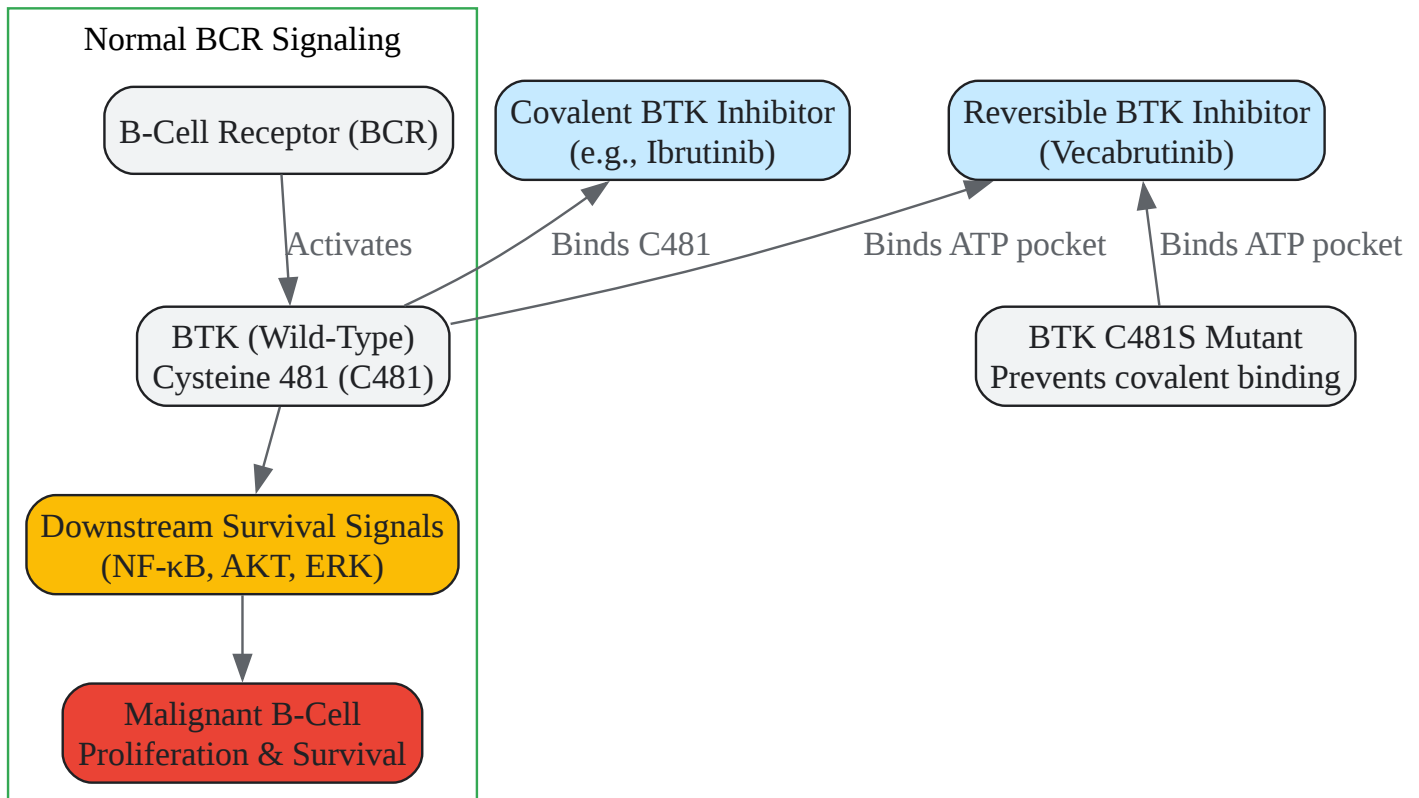 Normal BCR Signaling
B-Cell Receptor (BCR)
Covalent BTK Inhibitor
(e.g., Ibrutinib)
Reversible BTK Inhibitor
(Vecabrutinib)
Activates
Binds C481
Binds ATP pocket
Binds ATP pocket
BTK (Wild-Type)
Cysteine 481 (C481)
BTK C481S Mutant
Prevents covalent binding
Downstream Survival Signals
(NF-κB, AKT, ERK)
Malignant B-Cell
Proliferation & Survival